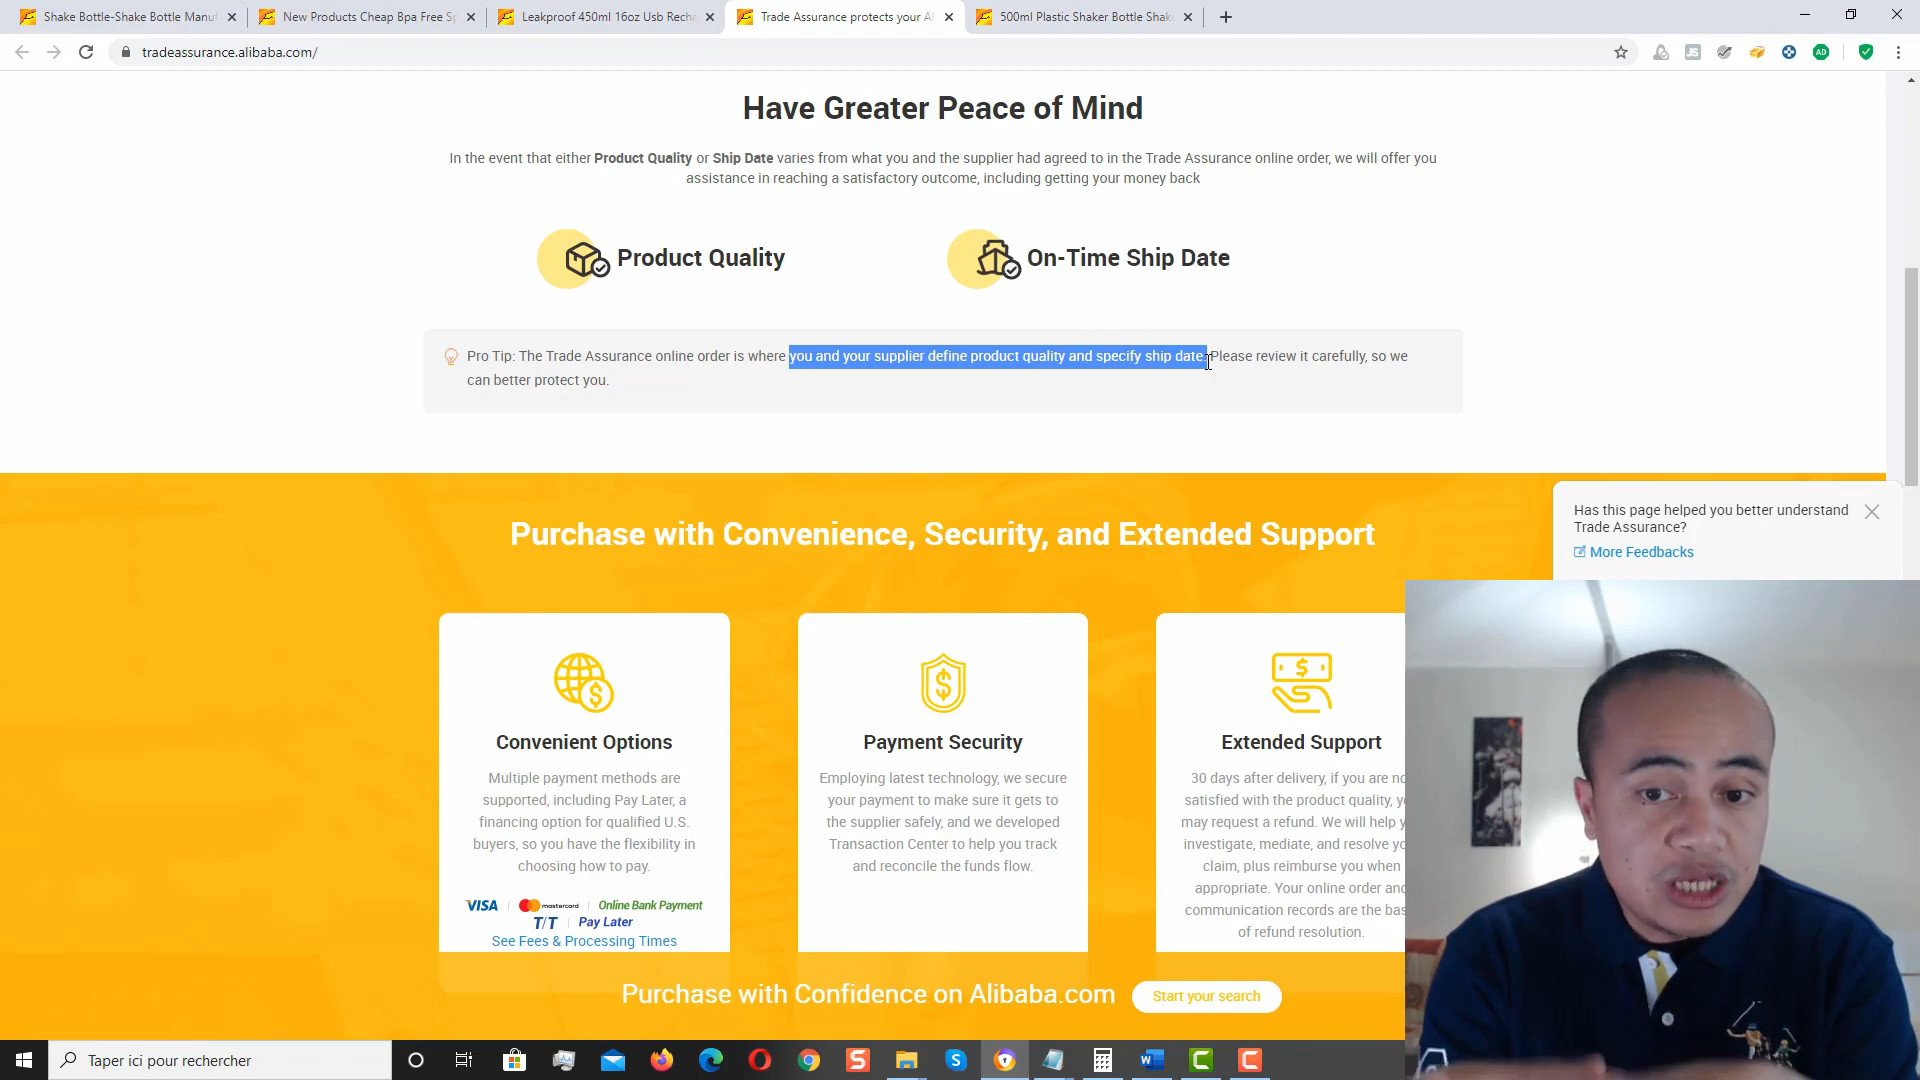 Shake Bottle-Shake Bottle Manuf
New Products Cheap Bpa Free Sp
Leakproof 450ml 16oz Usb Recha
Trade Assurance protects your Al
500ml Plastic Shaker Bottle Shake
tradeassurance.alibaba.com/
JS
AD
Have Greater Peace of Mind
In the event that either Product Quality or Ship Date varies from what you and the supplier had agreed to in the Trade Assurance online order, we will offer you
assistance in reaching a satisfactory outcome, including getting your money back
Product Quality
On-Time Ship Date
Pro Tip: The Trade Assurance online order is where you and your supplier define product quality and specify ship date. Please review it carefully, so we
can better protect you.
Purchase with Convenience, Security, and Extended Support
Has this page helped you better understand
Trade Assurance?
More Feedbacks
Convenient Options
Multiple payment methods are
supported, including Pay Later, a
financing option for qualified U.S.
buyers, so you have the flexibility in
choosing how to pay.
VISA mastercard Online Bank Payment
T/T Pay Later
See Fees & Processing Times
Payment Security
Employing latest technology, we secure
your payment to make sure it gets to
the supplier safely, and we developed
Transaction Center to help you track
and reconcile the funds flow.
Extended Support
30 days after delivery, if you are no
satisfied with the product quality, y
may request a refund. We will help y
investigate, mediate, and resolve yo
claim, plus reimburse you when
appropriate. Your online order and
communication records are the bas
of refund resolution.
Purchase with Confidence on Alibaba.com
Start your search
Taper ici pour rechercher